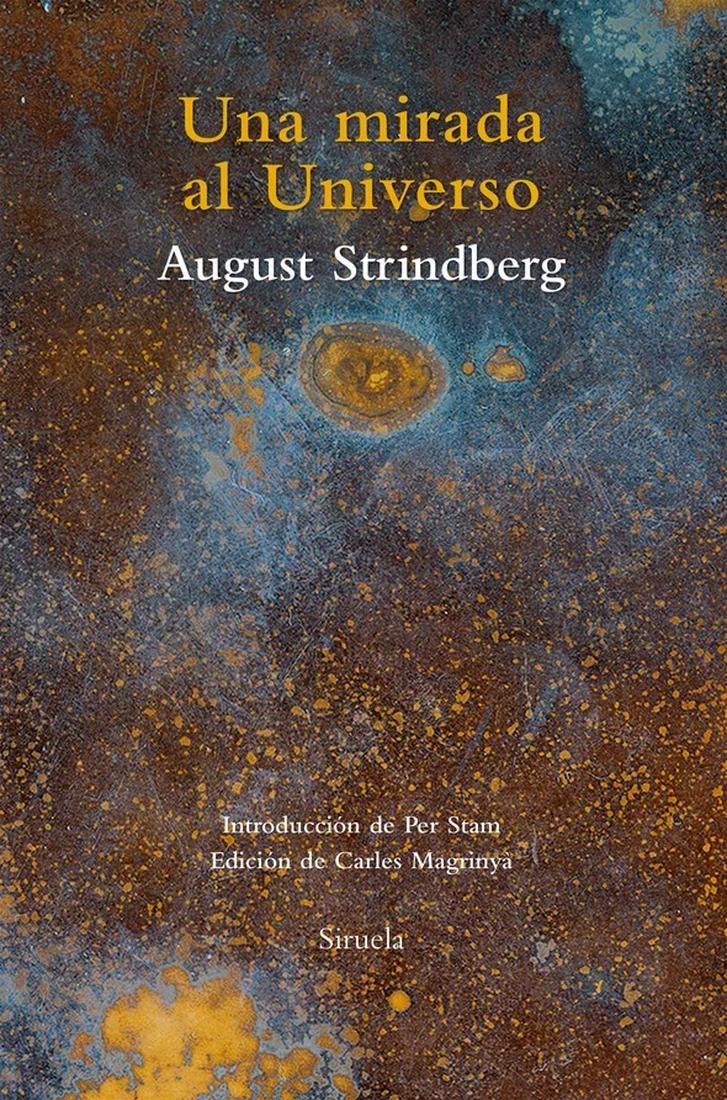 Una mirada
al Universo
August Strindberg
Introducción de Per Stam
Edición de Carles Magrinyà
Siruela